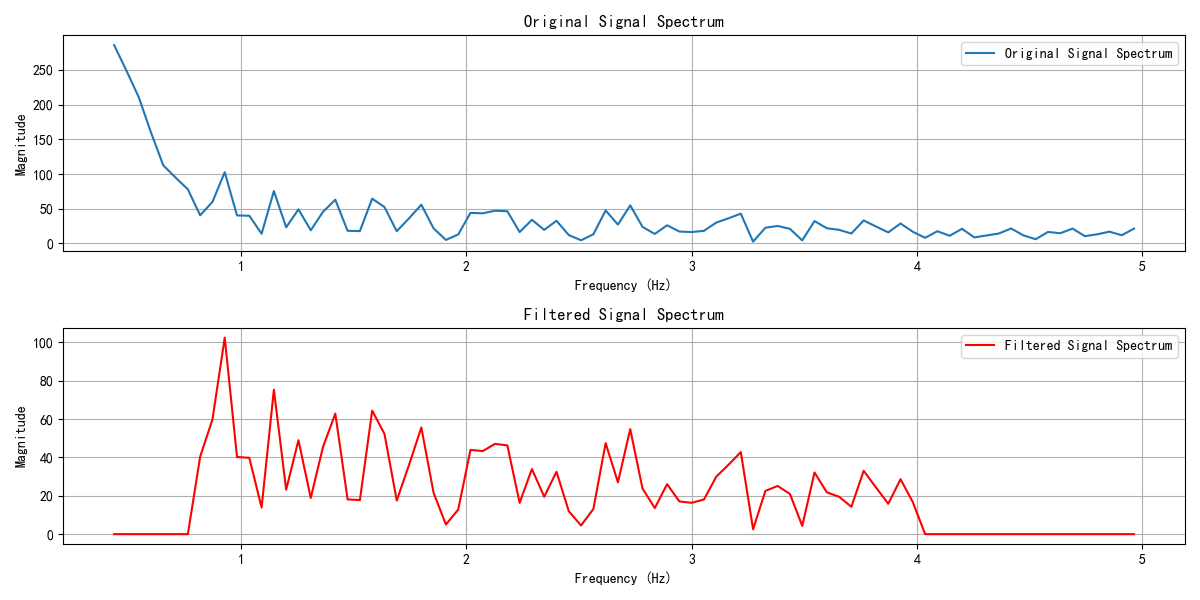 Original Signal Spectrum
Original Signal Spectrum
250
200
150
100
50
0
Magnitude
1 2 3 4 5
Frequency (Hz)
Filtered Signal Spectrum
Filtered Signal Spectrum
100
80
60
40
20
0
Magnitude
1 2 3 4 5
Frequency (Hz)